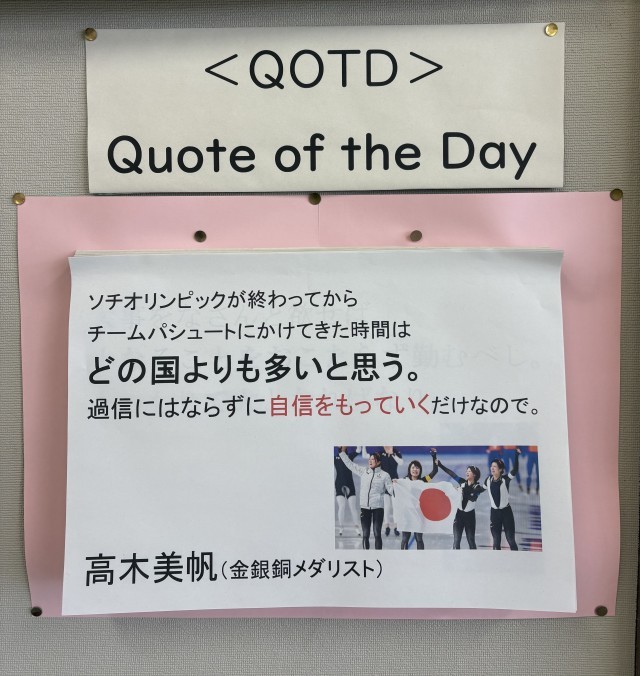 ＜QOTD＞
Quote of the Day
ソチオリンピックが終わってから
チームパシュートにかけてきた時間は
どの国よりも多いと思う。
過信にはならずに自信をもっていくだけなので。
高木美帆（金銀銅メダリスト）